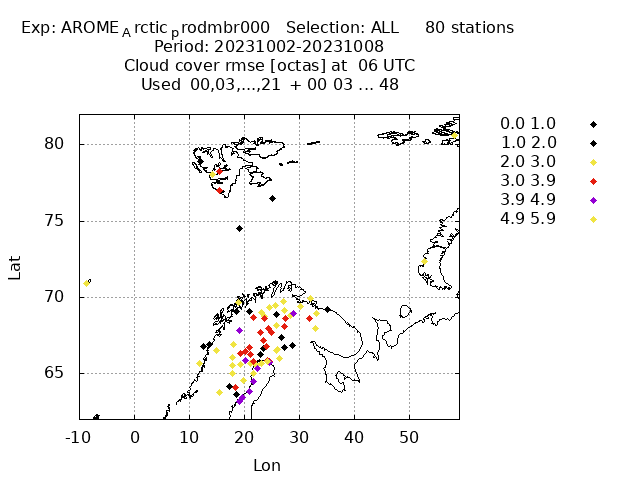 Exp: AROME_Arctic_prodmbr000 Selection: ALL 80 stations
Period: 20231002-20231008
Cloud cover rmse [octas] at 06 UTC
Used 00,03,...,21 + 00 03 ... 48
0.0 1.0
1.0 2.0
2.0 3.0
3.0 3.9
3.9 4.9
4.9 5.9
80
75
70
65
Lat
-10 0 10 20 30 40 50
Lon